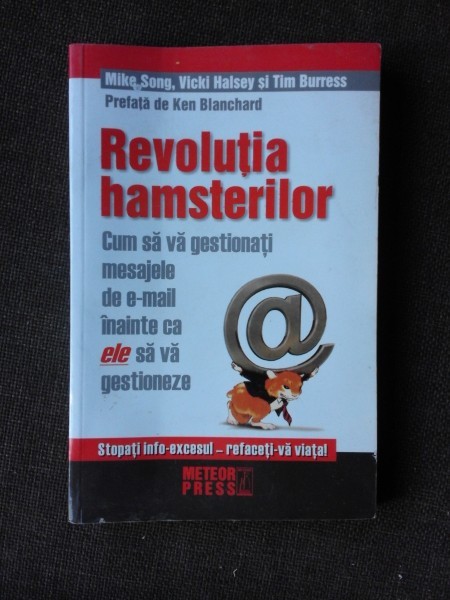 Mike Song, Vicki Halsey și Tim Burress
Prefață de Ken Blanchard
Revoluția
hamsterilor
Cum să vă gestionați
mesajele
de e-mail
înainte ca
ele să vă
gestioneze
@
Stopați info-excesul – refaceți-vă viața!
METEOR
PRESS